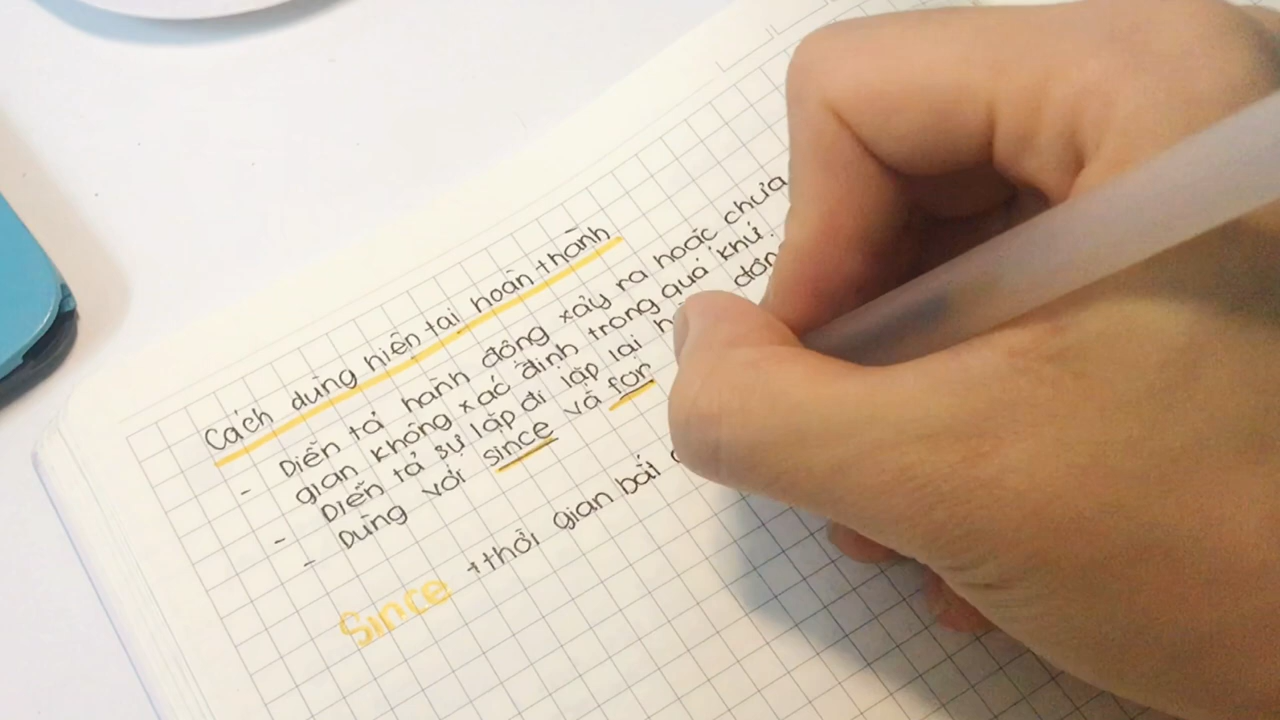 Cách dùng hiện tại hoàn thành
- Diễn tả hành động xảy ra hoặc chưa
gian không xác định trong quá khứ.
- Diễn tả sự lặp đi lặp lại
- Dùng với since và for
Since + thời gian bắt